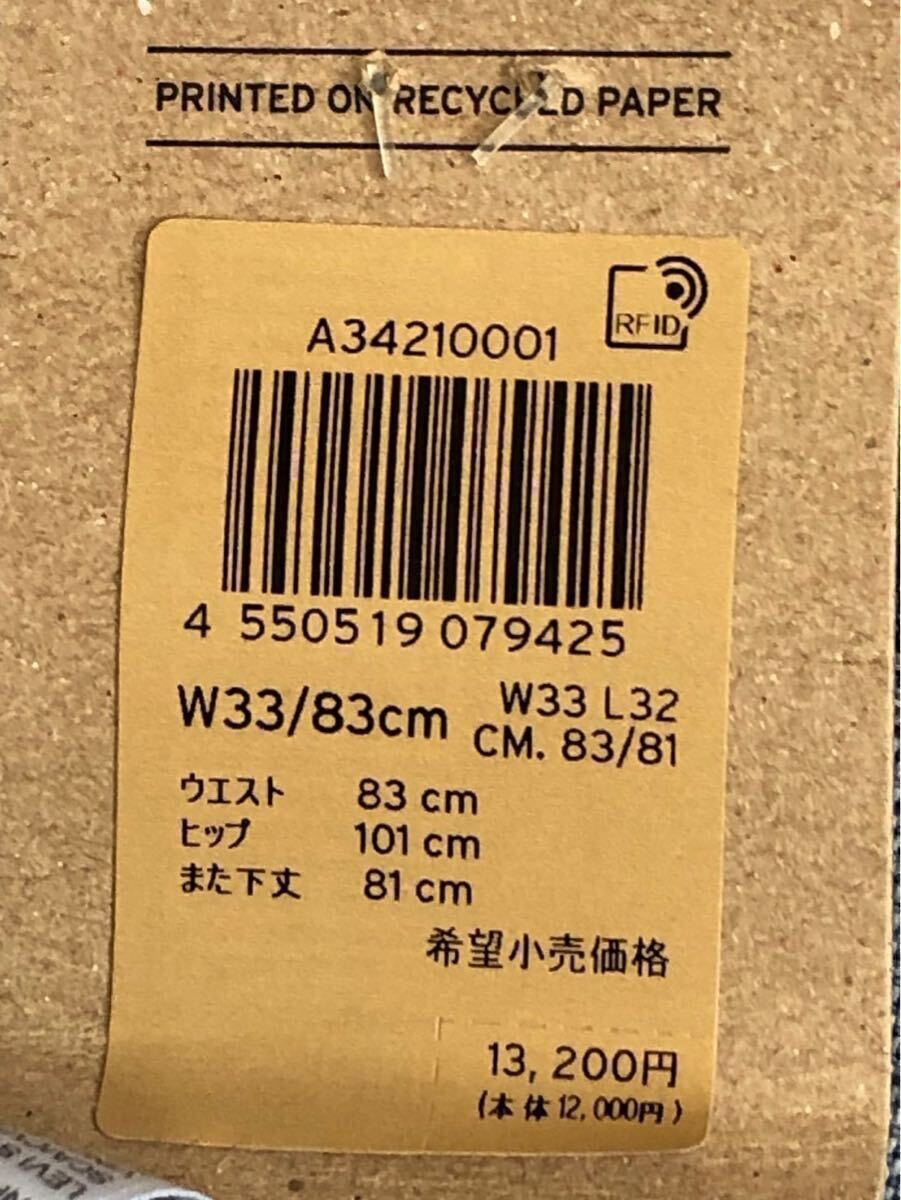 PRINTED ON RECYCLED PAPER
RFID
A34210001
4 550519 079425
W33/83cm
W33 L32
CM. 83/81
ウエスト 83 cm
ヒップ 101 cm
また下丈 81 cm
希望小売価格
13, 200円
(本体12,000円)
LEVI'S